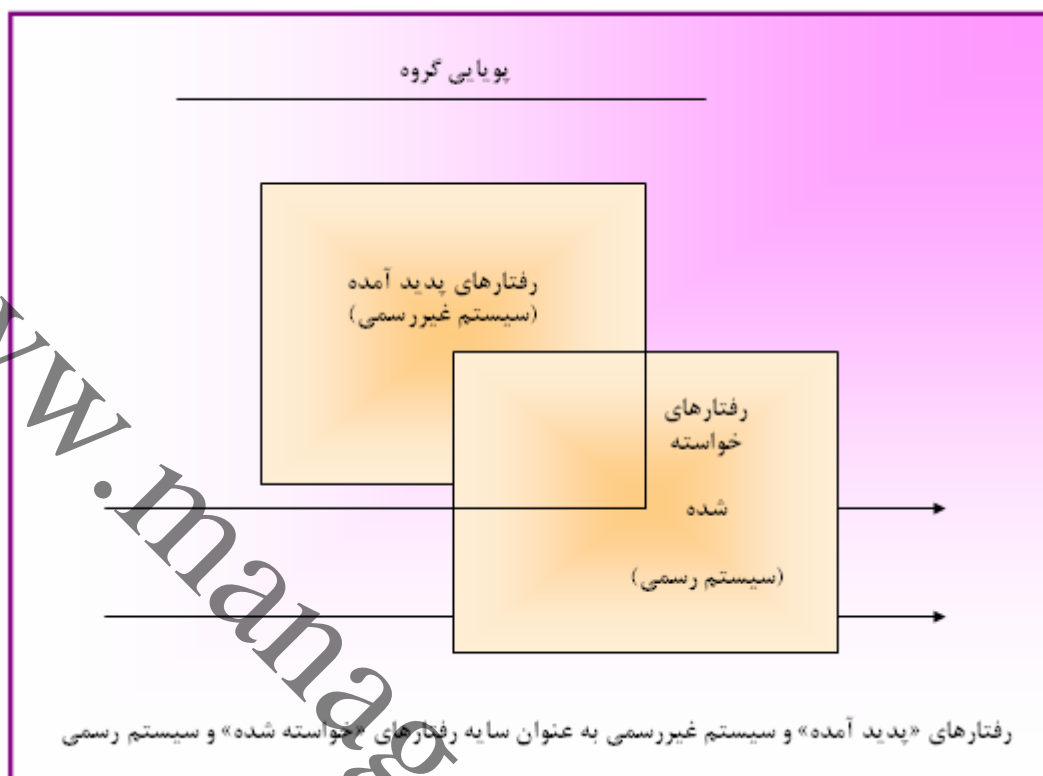 پویایی گروه
رفتارهای پدید آمده
(سیستم غیررسمی)
رفتارهای
خواسته
شده
(سیستم رسمی)
رفتارهای «پدید آمده» و سیستم غیررسمی به عنوان سایه رفتارهای «خواسته شده» و سیستم رسمی